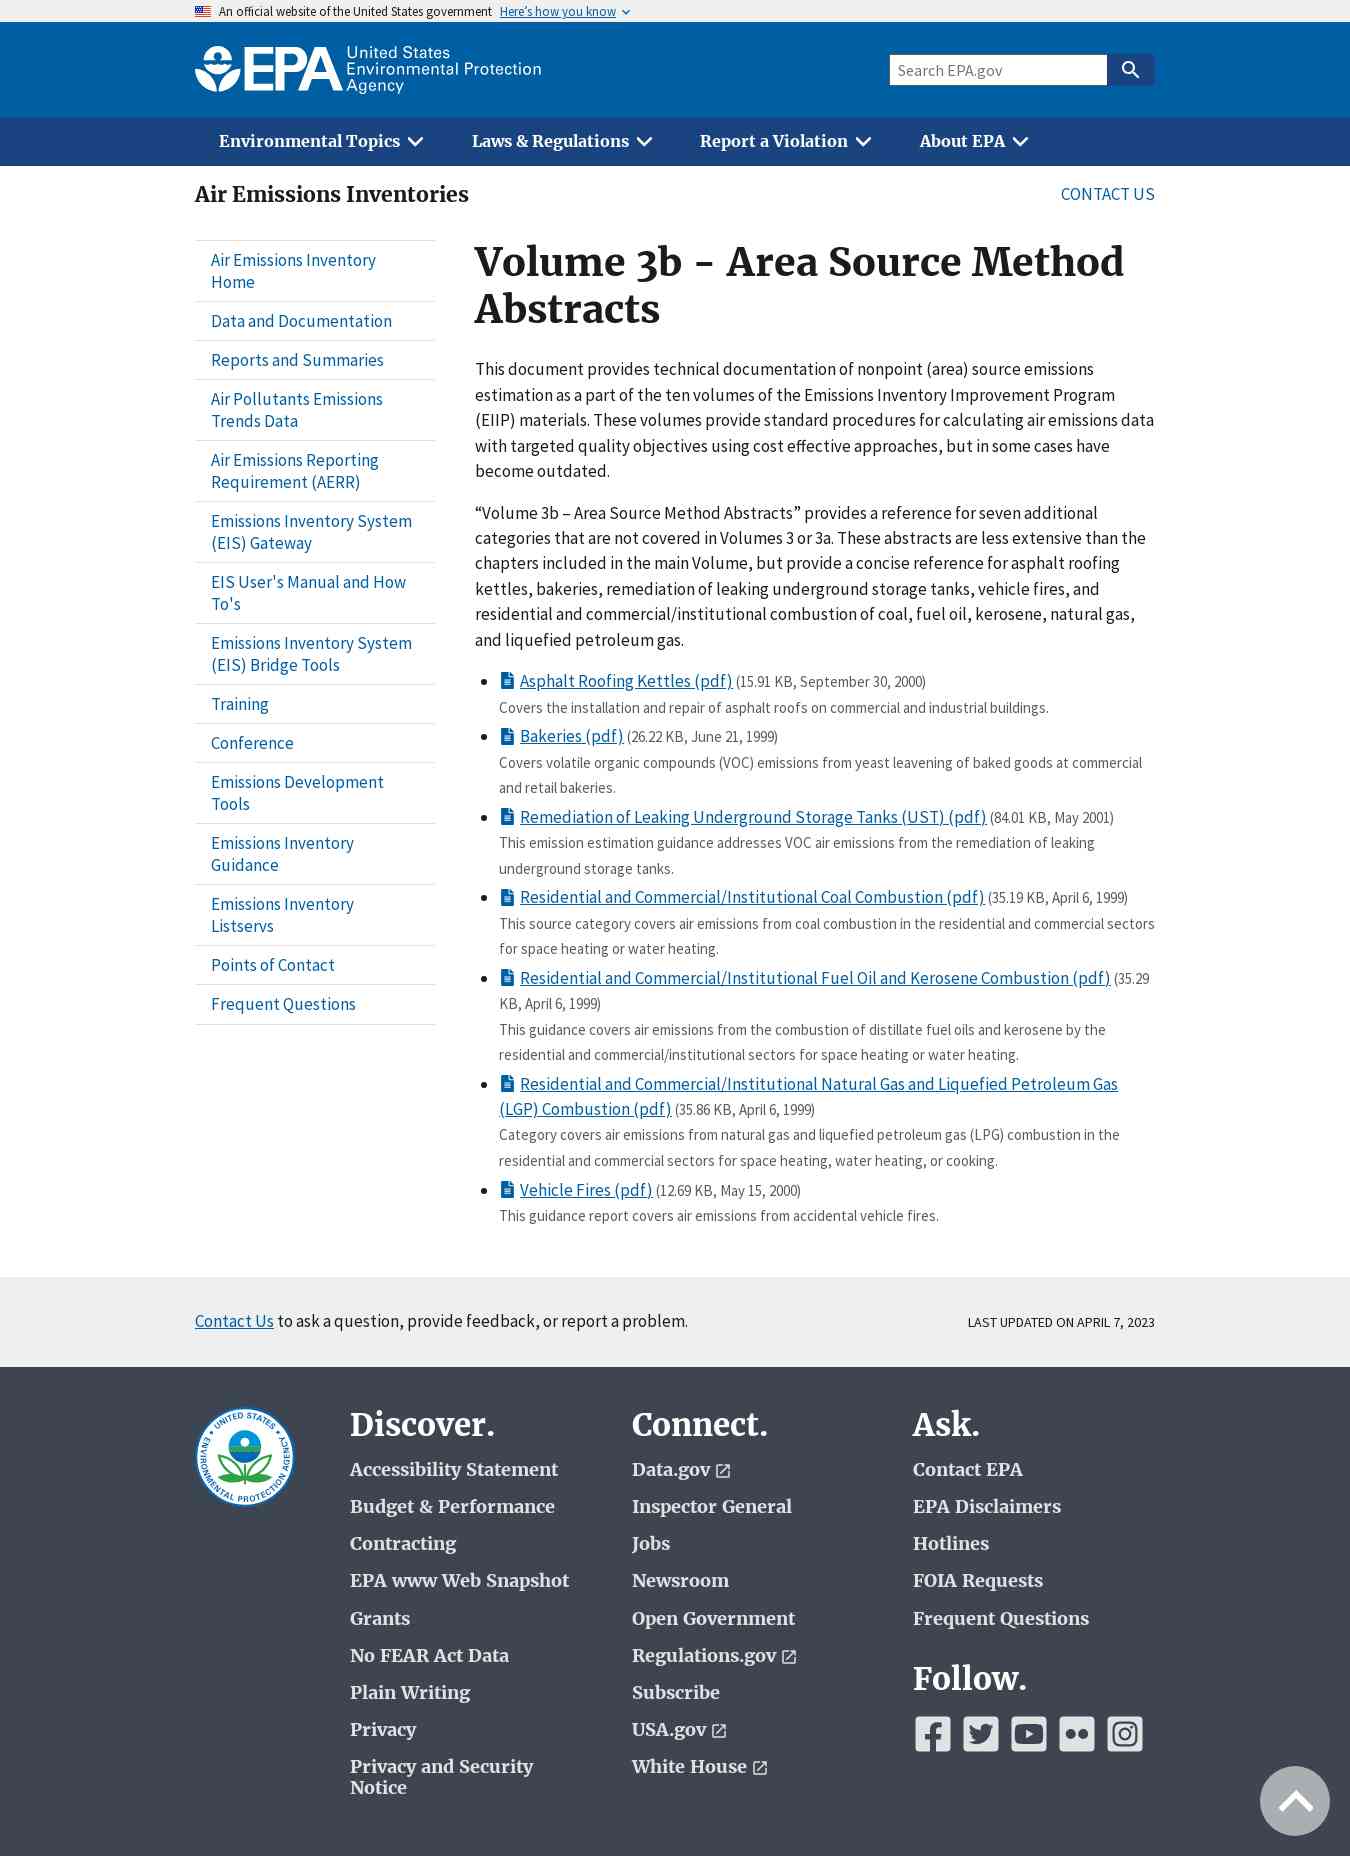 An official website of the United States government Here's how you know
EPA United States
Environmental Protection
Agency
Search EPA.gov
Environmental Topics
Laws & Regulations
Report a Violation
About EPA
Air Emissions Inventories
CONTACT US
Air Emissions Inventory
Home
Data and Documentation
Reports and Summaries
Air Pollutants Emissions
Trends Data
Air Emissions Reporting
Requirement (AERR)
Emissions Inventory System
(EIS) Gateway
EIS User's Manual and How
To's
Emissions Inventory System
(EIS) Bridge Tools
Training
Conference
Emissions Development
Tools
Emissions Inventory
Guidance
Emissions Inventory
Listservs
Points of Contact
Frequent Questions
Volume 3b - Area Source Method
Abstracts
This document provides technical documentation of nonpoint (area) source emissions
estimation as a part of the ten volumes of the Emissions Inventory Improvement Program
(EIIP) materials. These volumes provide standard procedures for calculating air emissions data
with targeted quality objectives using cost effective approaches, but in some cases have
become outdated.
“Volume 3b – Area Source Method Abstracts” provides a reference for seven additional
categories that are not covered in Volumes 3 or 3a. These abstracts are less extensive than the
chapters included in the main Volume, but provide a concise reference for asphalt roofing
kettles, bakeries, remediation of leaking underground storage tanks, vehicle fires, and
residential and commercial/institutional combustion of coal, fuel oil, kerosene, natural gas,
and liquefied petroleum gas.
Asphalt Roofing Kettles (pdf) (15.91 KB, September 30, 2000)
Covers the installation and repair of asphalt roofs on commercial and industrial buildings.
Bakeries (pdf) (26.22 KB, June 21, 1999)
Covers volatile organic compounds (VOC) emissions from yeast leavening of baked goods at commercial
and retail bakeries.
Remediation of Leaking Underground Storage Tanks (UST) (pdf) (84.01 KB, May 2001)
This emission estimation guidance addresses VOC air emissions from the remediation of leaking
underground storage tanks.
Residential and Commercial/Institutional Coal Combustion (pdf) (35.19 KB, April 6, 1999)
This source category covers air emissions from coal combustion in the residential and commercial sectors
for space heating or water heating.
Residential and Commercial/Institutional Fuel Oil and Kerosene Combustion (pdf) (35.29
KB, April 6, 1999)
This guidance covers air emissions from the combustion of distillate fuel oils and kerosene by the
residential and commercial/institutional sectors for space heating or water heating.
Residential and Commercial/Institutional Natural Gas and Liquefied Petroleum Gas
(LGP) Combustion (pdf) (35.86 KB, April 6, 1999)
Category covers air emissions from natural gas and liquefied petroleum gas (LPG) combustion in the
residential and commercial sectors for space heating, water heating, or cooking.
Vehicle Fires (pdf) (12.69 KB, May 15, 2000)
This guidance report covers air emissions from accidental vehicle fires.
Contact Us to ask a question, provide feedback, or report a problem.
LAST UPDATED ON APRIL 7, 2023
UNITED STATES
ENVIRONMENTAL PROTECTION AGENCY
Discover.
Accessibility Statement
Budget & Performance
Contracting
EPA www Web Snapshot
Grants
No FEAR Act Data
Plain Writing
Privacy
Privacy and Security
Notice
Connect.
Data.gov
Inspector General
Jobs
Newsroom
Open Government
Regulations.gov
Subscribe
USA.gov
White House
Ask.
Contact EPA
EPA Disclaimers
Hotlines
FOIA Requests
Frequent Questions
Follow.